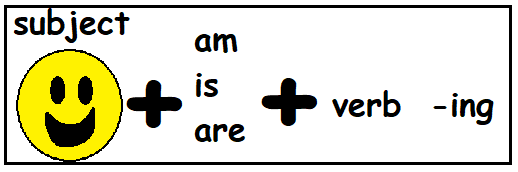 subject
am
is
are
verb -ing